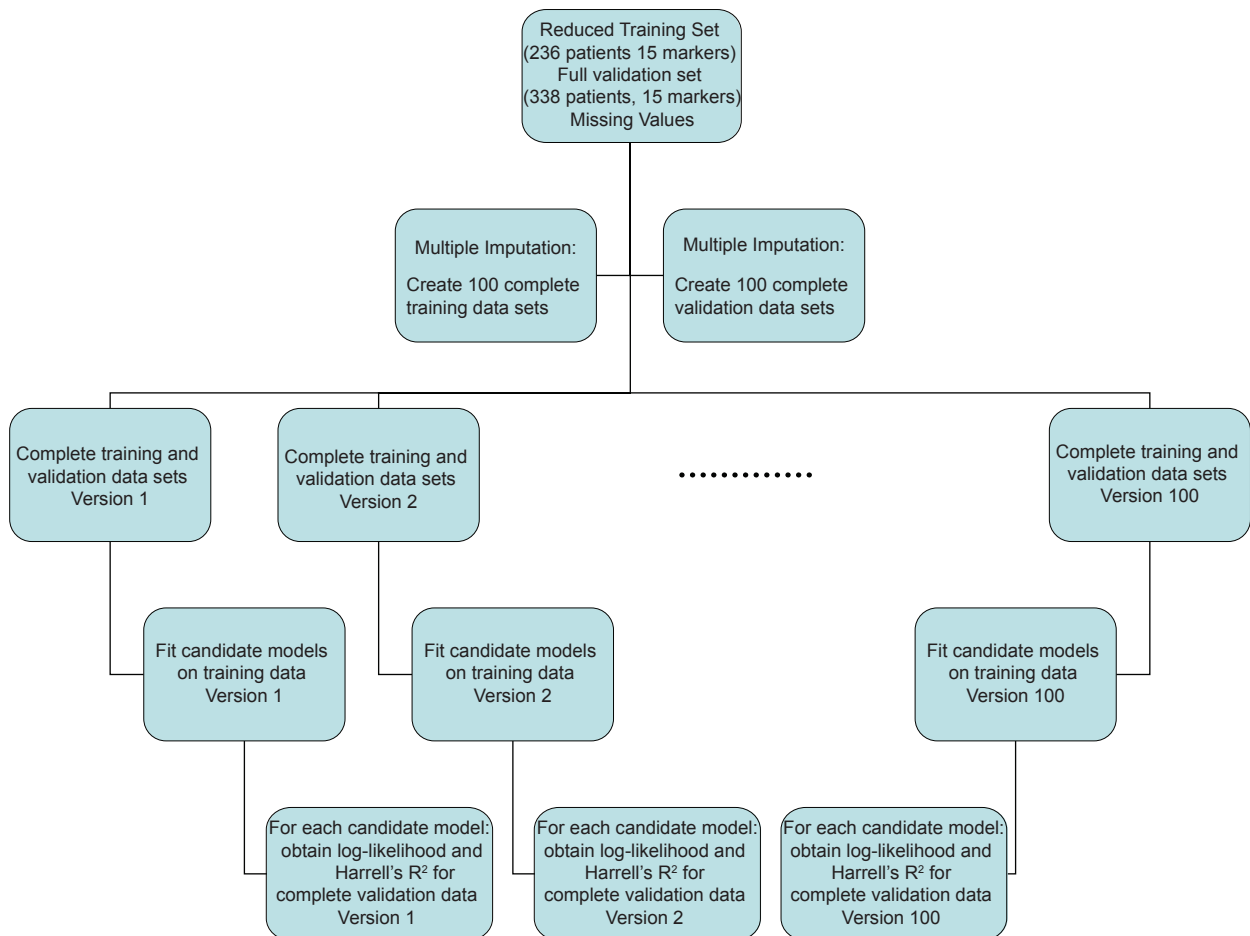 Reduced Training Set
(236 patients 15 markers)
Full validation set
(338 patients, 15 markers)
Missing Values
Multiple Imputation:
Create 100 complete
training data sets
Multiple Imputation:
Create 100 complete
validation data sets
Complete training and
validation data sets
Version 1
Complete training and
validation data sets
Version 2
.............
Complete training and
validation data sets
Version 100
Fit candidate models
on training data
Version 1
Fit candidate models
on training data
Version 2
Fit candidate models
on training data
Version 100
For each candidate model:
obtain log-likelihood and
Harrell's R² for
complete validation data
Version 1
For each candidate model:
obtain log-likelihood and
Harrell's R² for
complete validation data
Version 2
For each candidate model:
obtain log-likelihood and
Harrell's R² for
complete validation data
Version 100